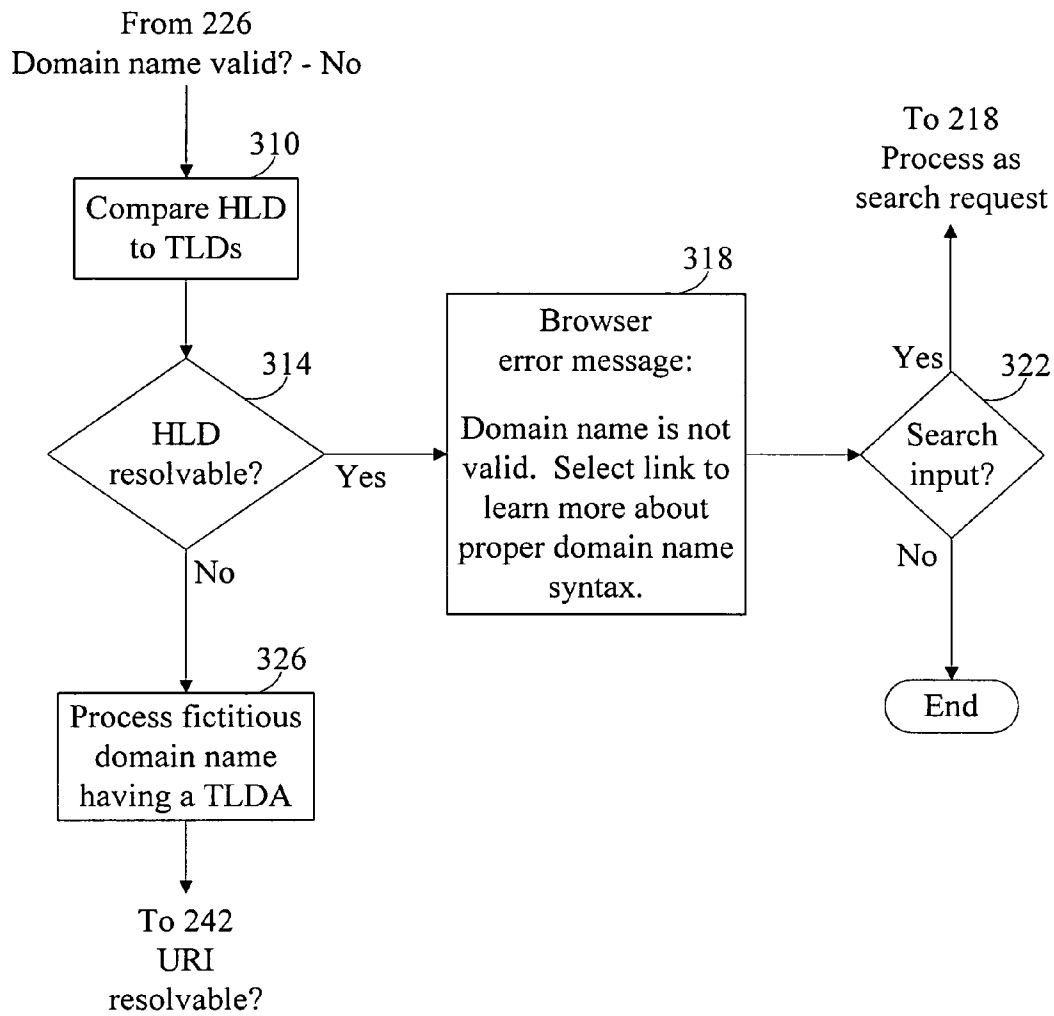 From 226
Domain name valid? - No
310
Compare HLD
to TLDs
314
HLD
resolvable?
Yes
No
318
Browser
error message:
Domain name is not
valid. Select link to
learn more about
proper domain name
syntax.
To 218
Process as
search request
Yes
322
Search
input?
No
End
326
Process fictitious
domain name
having a TLDA
To 242
URI
resolvable?